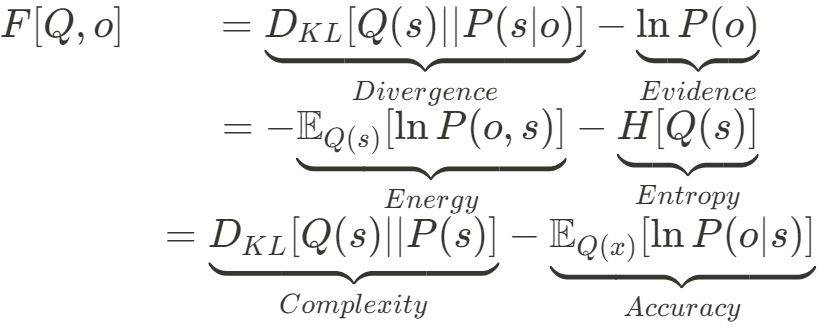 F[Q, o] = D_{KL}[Q(s)||P(s|o)] − ln P(o)
Divergence Evidence
= −𝔼_{Q(s)}[ln P(o, s)] − H[Q(s)]
Energy Entropy
= D_{KL}[Q(s)||P(s)] − 𝔼_{Q(x)}[ln P(o|s)]
Complexity Accuracy